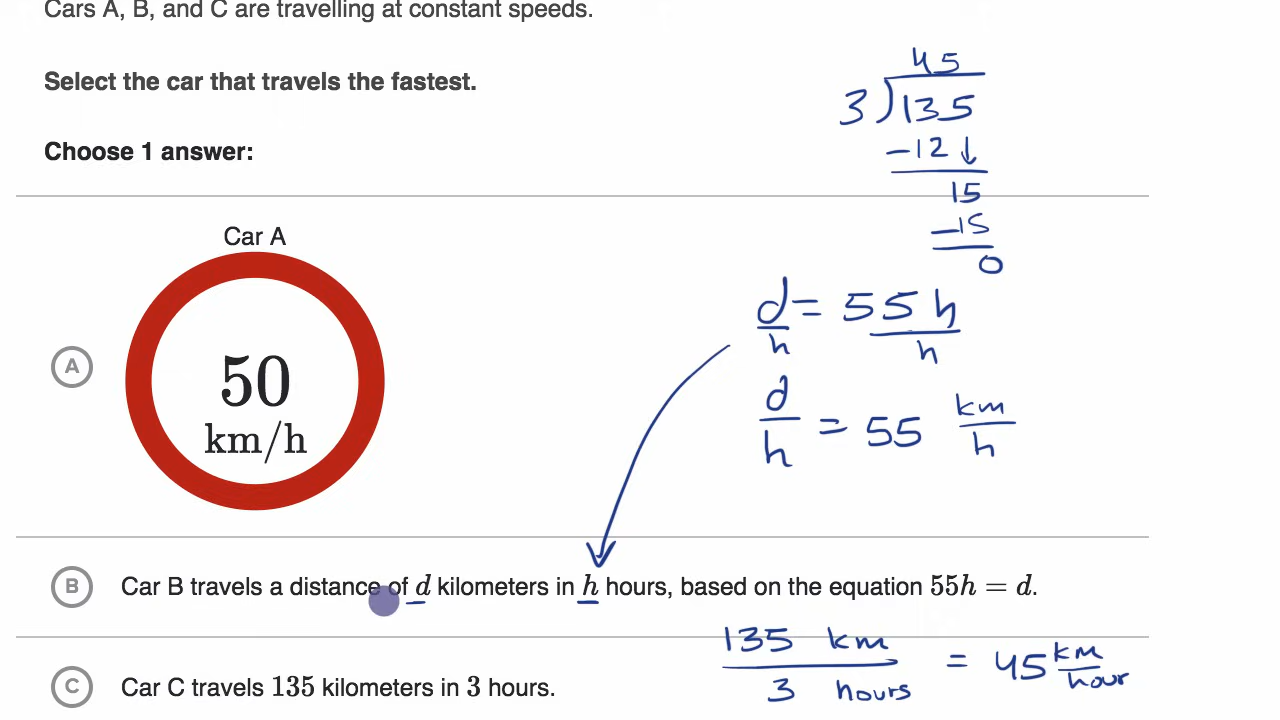 Cars A, B, and C are travelling at constant speeds.
Select the car that travels the fastest.
Choose 1 answer:
45
3 ) 135
-12 ↓
15
-15
0
Car A
A
50
km/h
d/h = 55h/h
d/h = 55 km/h
B Car B travels a distance of d kilometers in h hours, based on the equation 55h = d.
135 km / 3 hours = 45 km/hour
C Car C travels 135 kilometers in 3 hours.